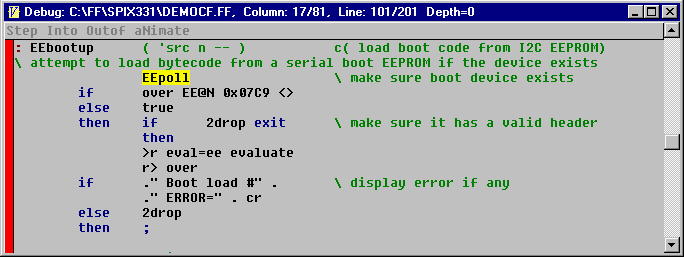 Debug: C:\FF\SPIX331\DEMOCF.FF, Column: 17/81, Line: 101/201 Depth=0
Step Into Outof aNimate
: EEbootup ( 'src n -- ) c( load boot code from I2C EEPROM)
\ attempt to load bytecode from a serial boot EEPROM if the device exists
EEpoll \ make sure boot device exists
if over EE@N 0x07C9 <>
else true
then if 2drop exit \ make sure it has a valid header
then
>r eval=ee evaluate
r> over
if ." Boot load #" . \ display error if any
." ERROR=" . cr
else 2drop
then ;